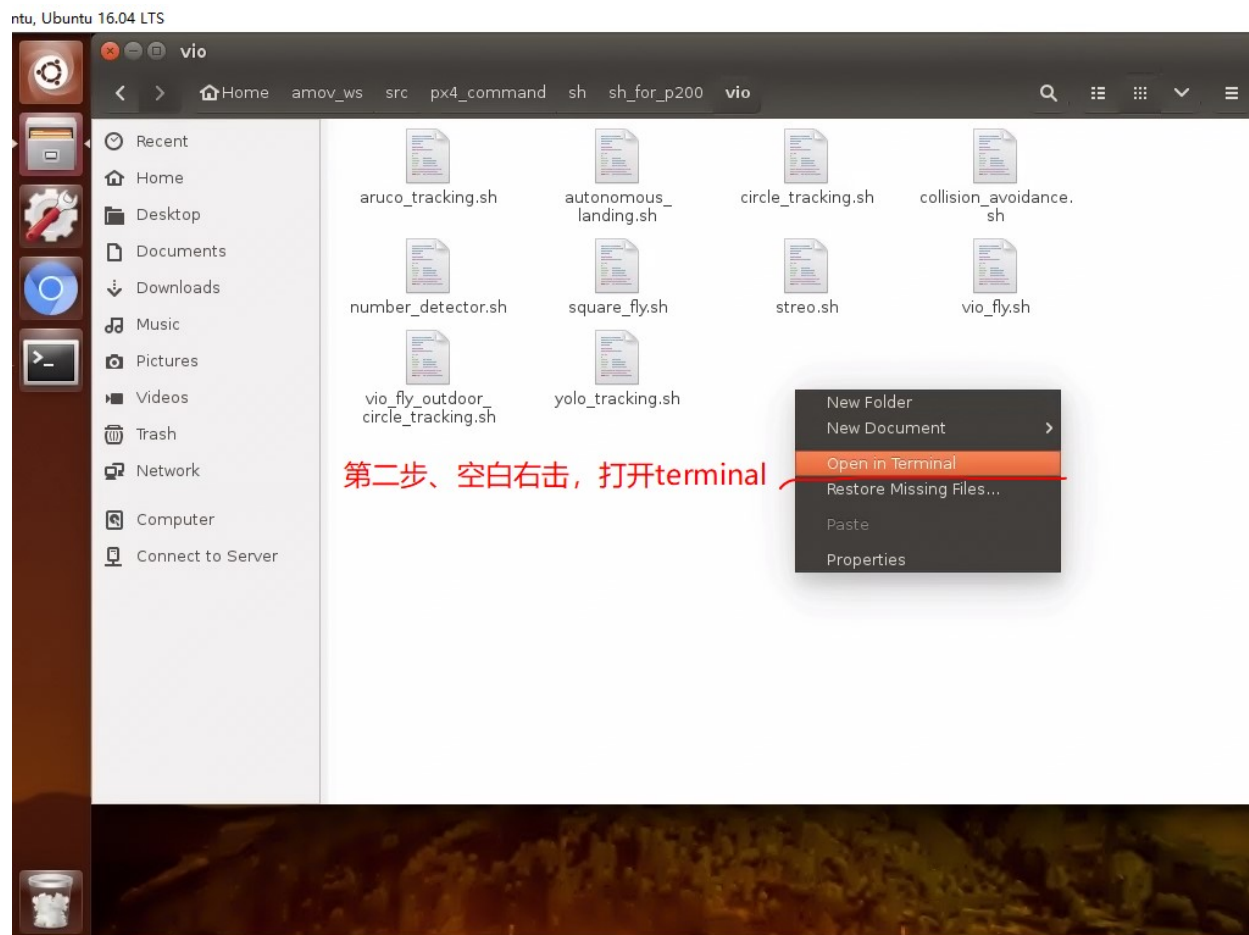 ntu, Ubuntu 16.04 LTS
vio
Home amov_ws src px4_command sh sh_for_p200 vio
Recent
Home
Desktop
Documents
Downloads
Music
Pictures
Videos
Trash
Network
Computer
Connect to Server
aruco_tracking.sh
autonomous_
landing.sh
circle_tracking.sh
collision_avoidance.
sh
number_detector.sh
square_fly.sh
streo.sh
vio_fly.sh
vio_fly_outdoor_
circle_tracking.sh
yolo_tracking.sh
第二步、空白右击，打开terminal
New Folder
New Document
Open in Terminal
Restore Missing Files...
Paste
Properties